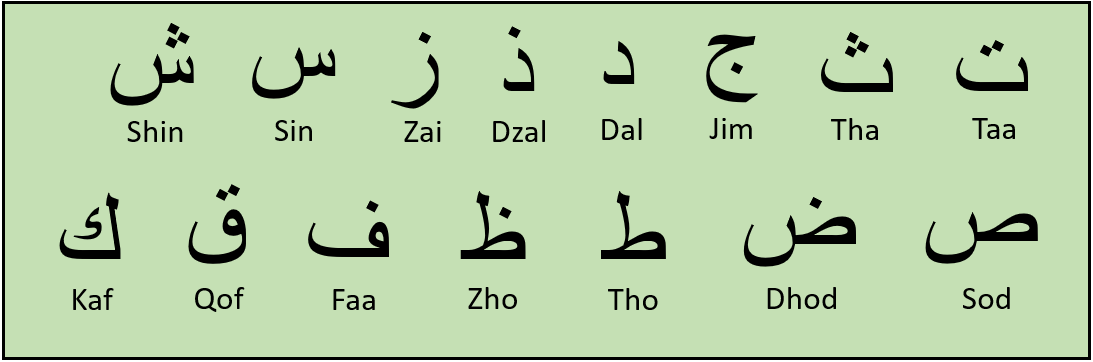 ت ث ج د ذ ز س ش
Taa Tha Jim Dal Dzal Zai Sin Shin
ص ض ط ظ ف ق ك
Sod Dhod Tho Zho Faa Qof Kaf